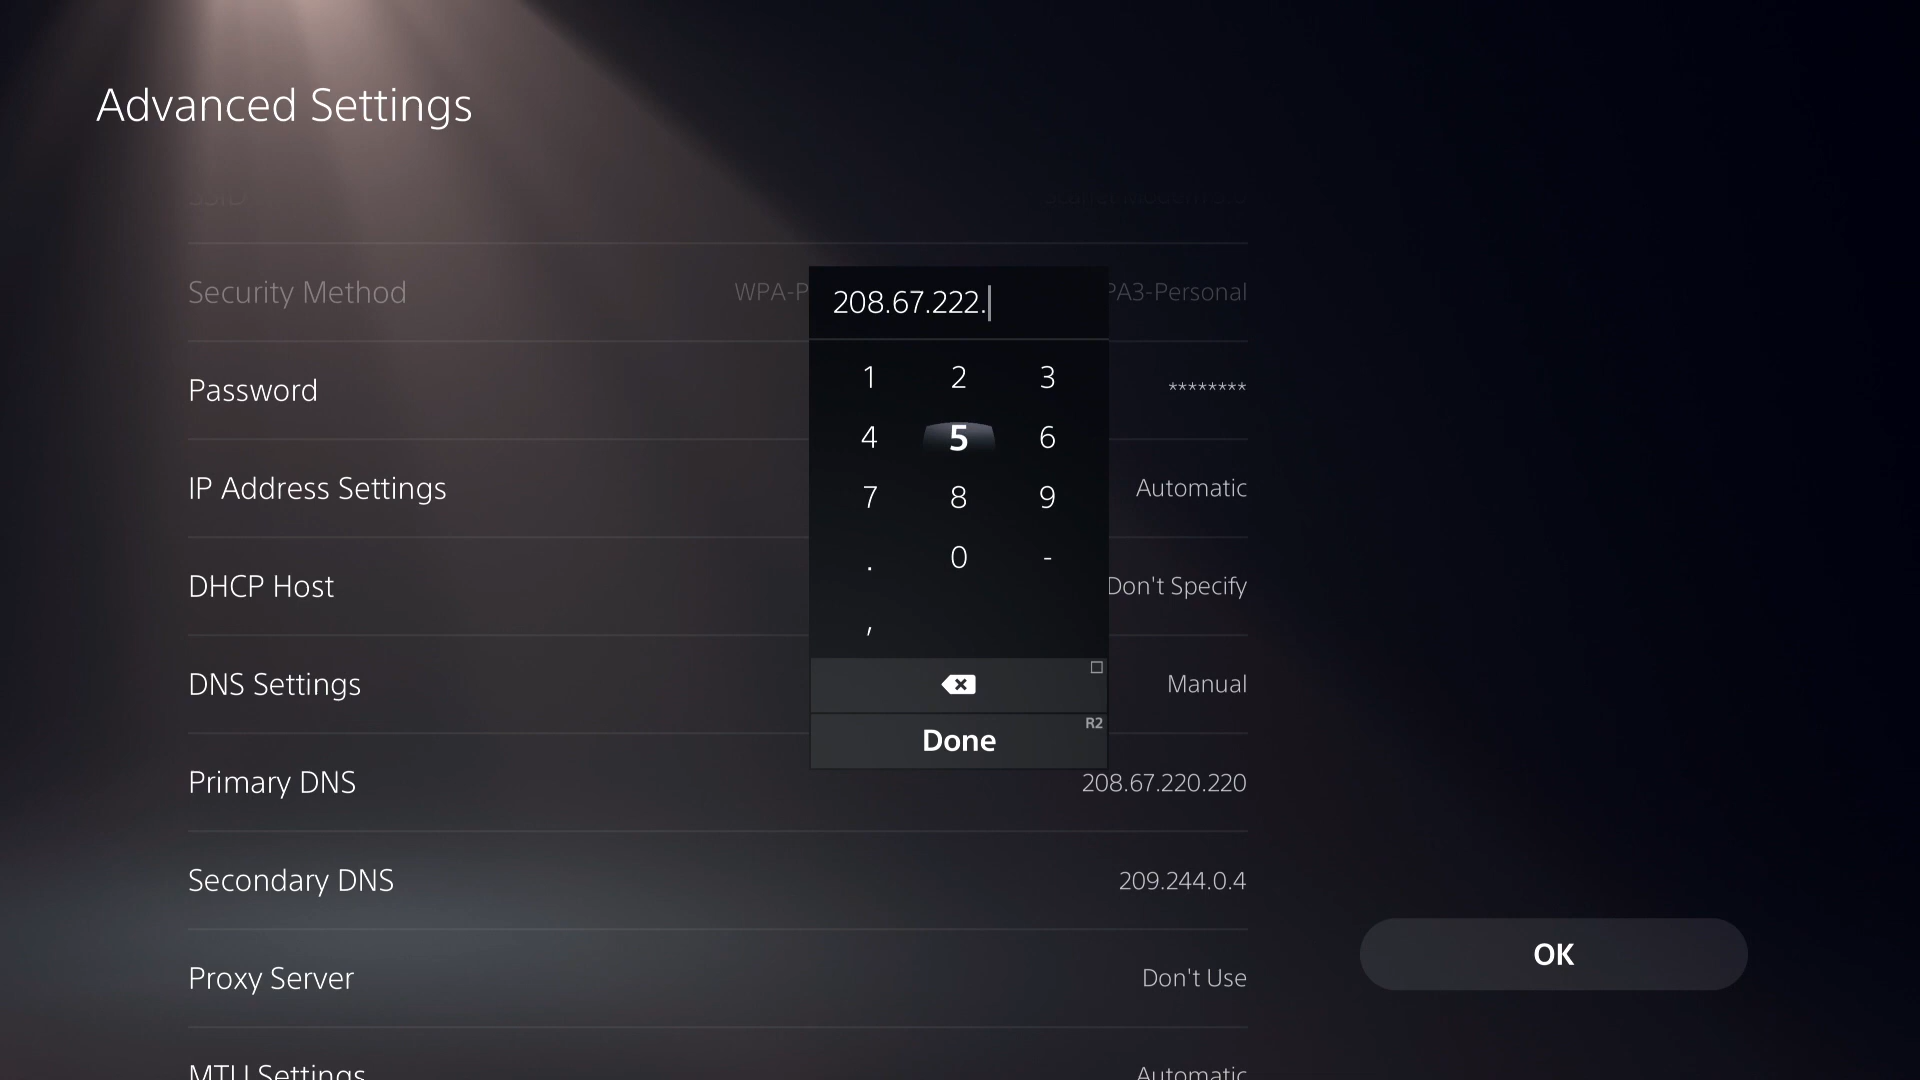 Advanced Settings
SSID
Security Method WPA-P PA3-Personal
208.67.222.
1 2 3
Password ********
4 5 6
IP Address Settings Automatic
7 8 9
. 0 -
DHCP Host Don't Specify
,
DNS Settings Manual
Done R2
Primary DNS 208.67.220.220
Secondary DNS 209.244.0.4
OK
Proxy Server Don't Use
MTU Settings Automatic